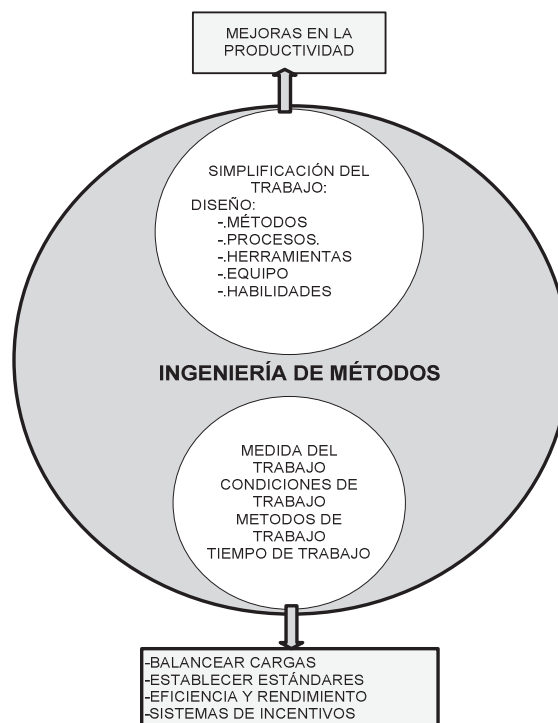 MEJORAS EN LA
PRODUCTIVIDAD
SIMPLIFICACIÓN DEL
TRABAJO:
DISEÑO:
-.MÉTODOS
-.PROCESOS.
-.HERRAMIENTAS
-.EQUIPO
-.HABILIDADES
INGENIERÍA DE MÉTODOS
MEDIDA DEL
TRABAJO
CONDICIONES DE
TRABAJO
METODOS DE
TRABAJO
TIEMPO DE TRABAJO
-BALANCEAR CARGAS
-ESTABLECER ESTÁNDARES
-EFICIENCIA Y RENDIMIENTO
-SISTEMAS DE INCENTIVOS